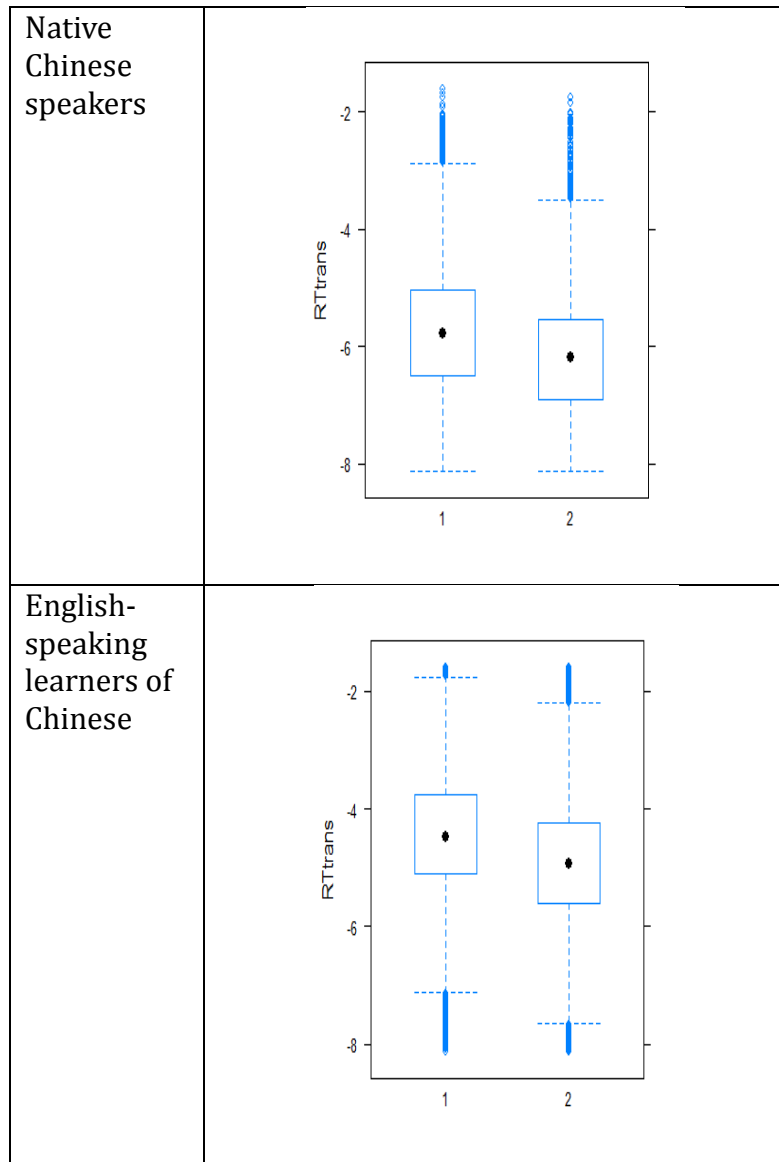 Native
Chinese
speakers
-2
-4
-6
-8
RTtrans
1 2
English-
speaking
learners of
Chinese
-2
-4
-6
-8
RTtrans
1 2